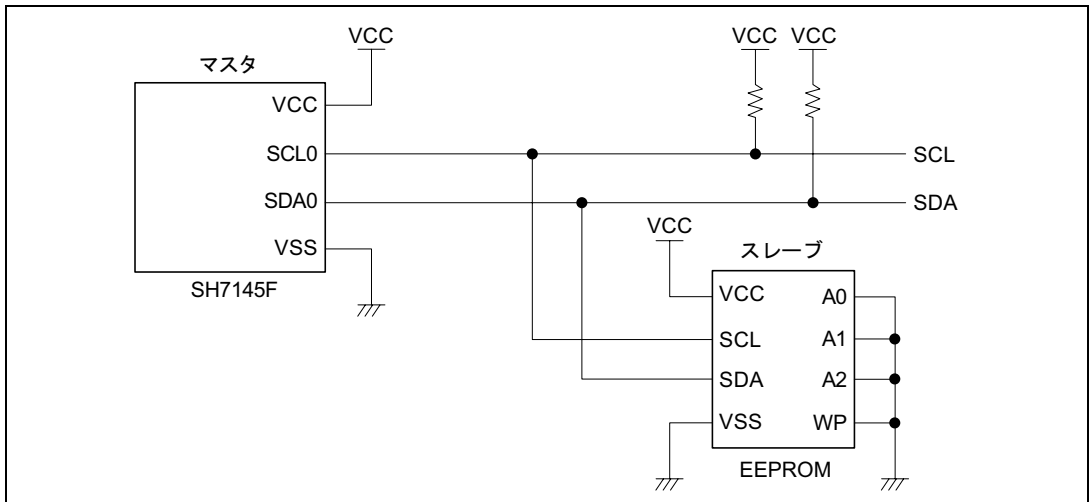 VCC
VCC
VCC
マスタ
VCC
SCL0
SCL
SDA0
SDA
VSS
SH7145F
VCC
スレーブ
VCC
A0
SCL
A1
SDA
A2
VSS
WP
EEPROM